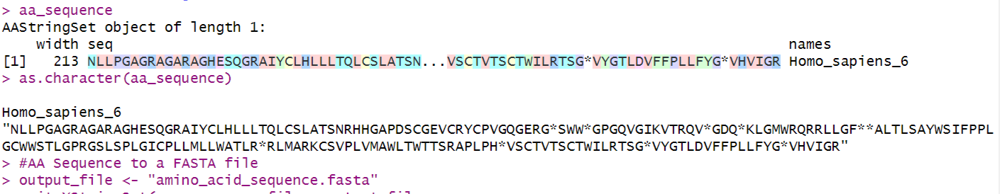 > aa_sequence
AAStringSet object of length 1:
width seq names
[1] 213 NLLPGAGRAGARAGHESQGRAIYCLHLLLTQLCSLATSN...VSCTVTSCTWILRTSG*VYGTLDVFFPLLFYG*VHVIGR Homo_sapiens_6
> as.character(aa_sequence)
Homo_sapiens_6
"NLLPGAGRAGARAGHESQGRAIYCLHLLLTQLCSLATSNRHHGAPDSCGEVCRYCPVGQGERG*SWW*GPGQVGIKVTRQV*GDQ*KLGMWRQRRLLGF**ALTLSAYWSIFPPL
GCWWSTLGPRGSLSPLGICPLLMLLWATLR*RLMARKCSVPLVMAWLTWTTSRAPLPH*VSCTVTSCTWILRTSG*VYGTLDVFFPLLFYG*VHVIGR"
> #AA Sequence to a FASTA file
> output_file <- "amino_acid_sequence.fasta"